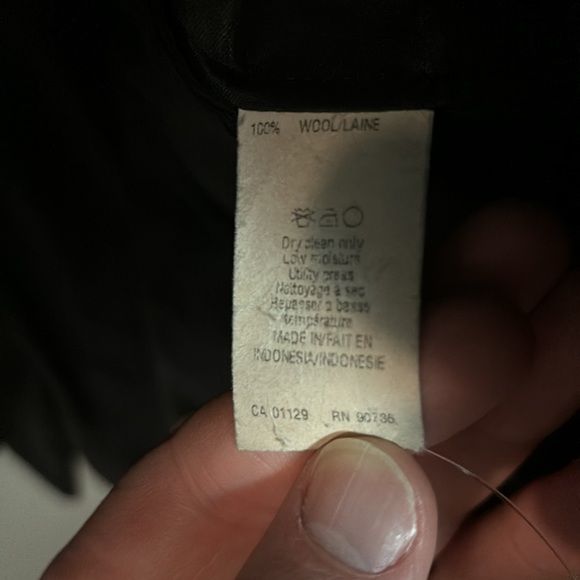 100% WOOL/LAINE
Dry clean only
Low moisture
Utility press
Nettoyage à sec
Repasser à basse
température
MADE IN/FAIT EN
INDONESIA/INDONESIE
CA 01129 RN 90736